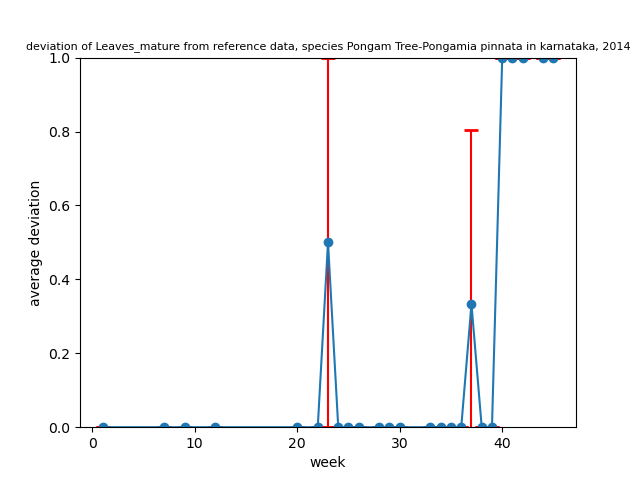 deviation of Leaves_mature from reference data, species Pongam Tree-Pongamia pinnata in karnataka, 2014
1.0
0.8
0.6
0.4
0.2
0.0
average deviation
0 10 20 30 40
week